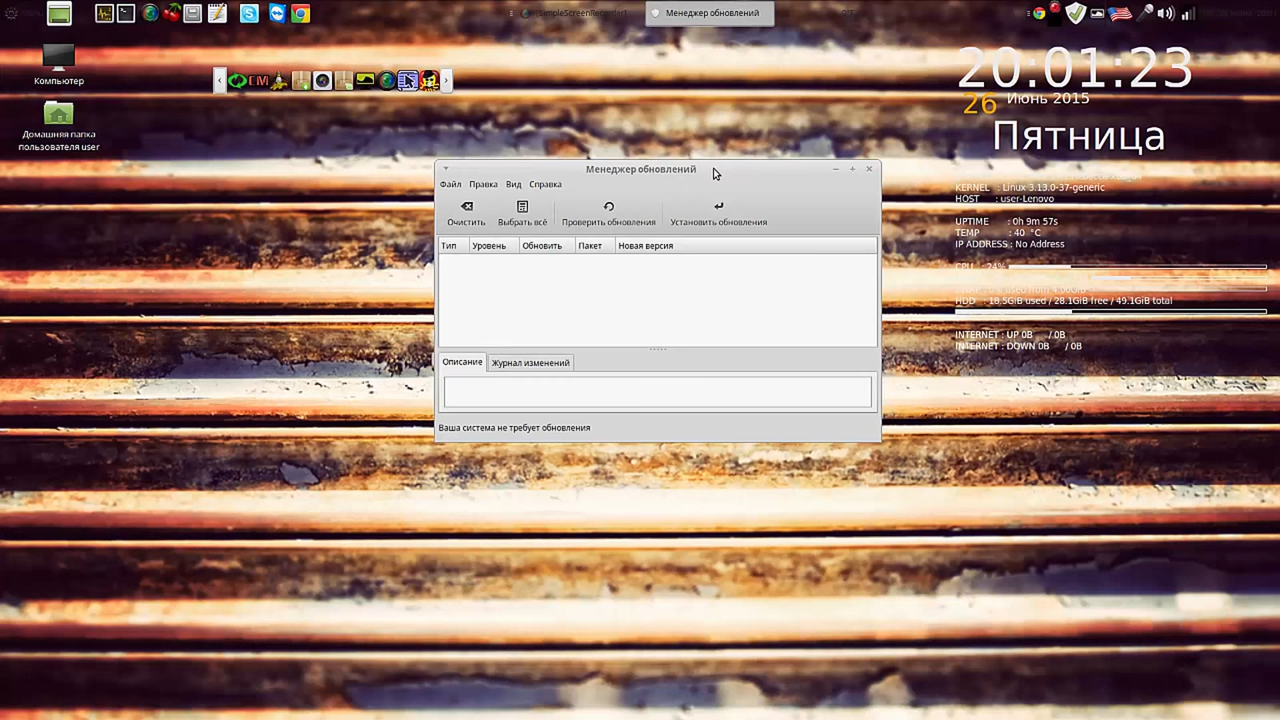 [SimpleScreenRecorder]
Менеджер обновлений
Компьютер
Домашняя папка
пользователя user
CM
20:01:23
26 Июнь 2015
Пятница
KERNEL : Linux 3.13.0-37-generic
HOST : user-Lenovo
UPTIME : 0h 9m 57s
TEMP : 40 °C
IP ADDRESS : No Address
CPU : 24%
HDD : 18.5GiB used / 28.1GiB free / 49.1GiB total
INTERNET : UP 0B / 0B
INTERNET : DOWN 0B / 0B
Менеджер обновлений
Файл Правка Вид Справка
Очистить Выбрать всё Проверить обновления Установить обновления
Тип Уровень Обновить Пакет Новая версия
Описание Журнал изменений
Ваша система не требует обновления